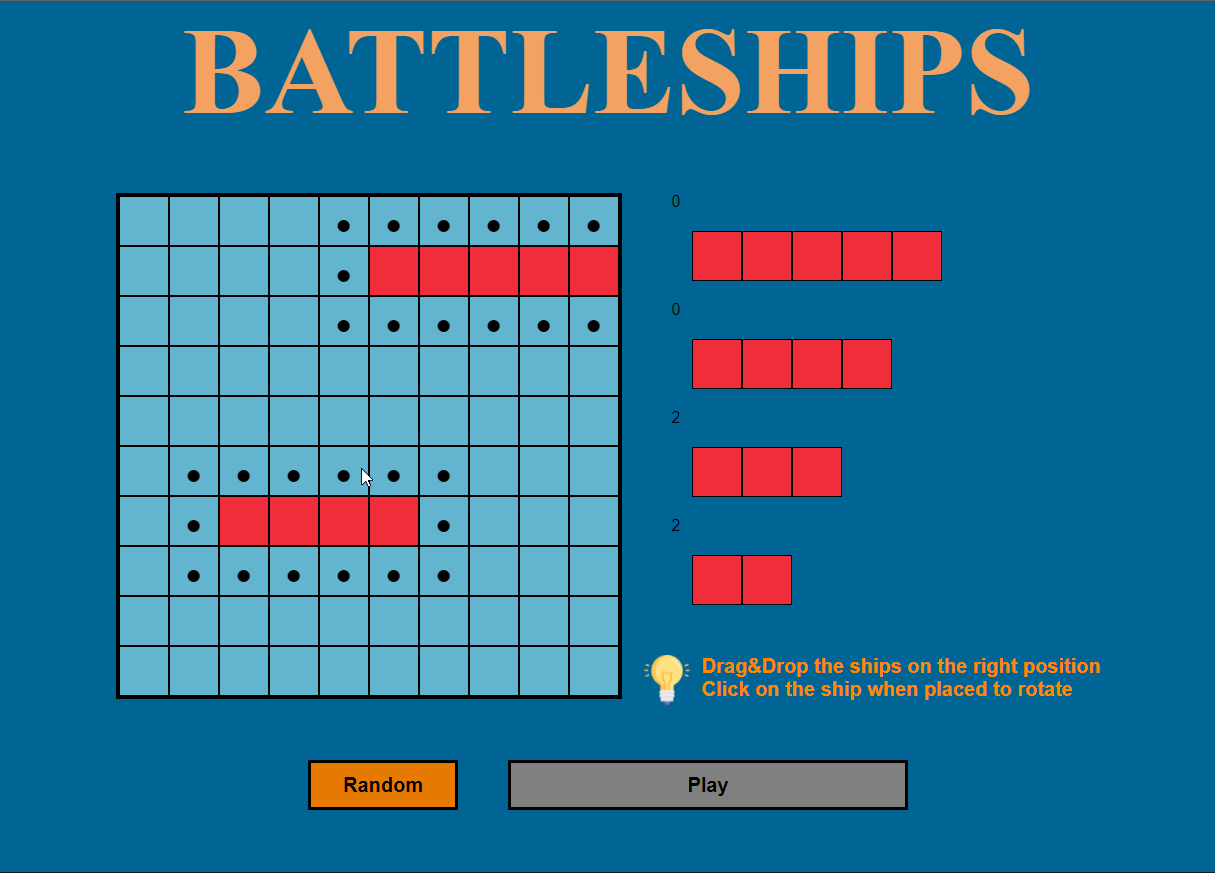 BATTLESHIPS
0
0
2
2
Drag&Drop the ships on the right position
Click on the ship when placed to rotate
Random
Play